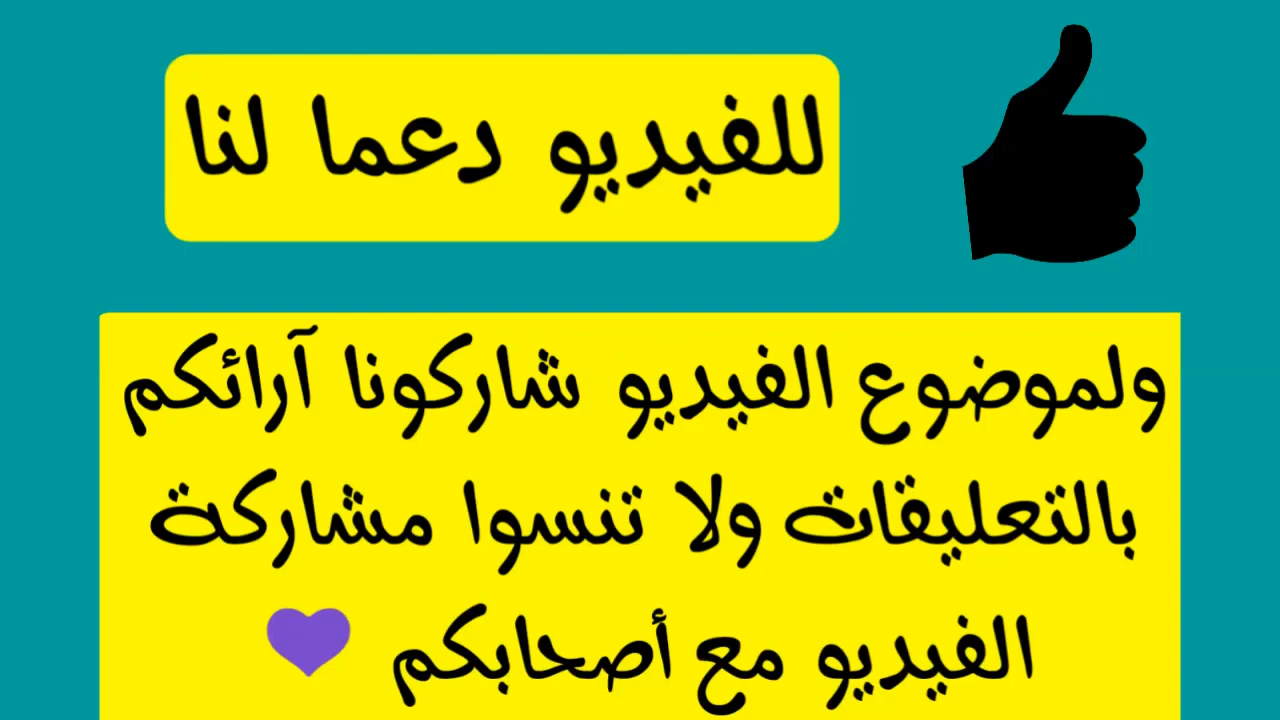 للفيديو دعما لنا
ولموضوع الفيديو شاركونا آرائكم
بالتعليقات ولا تنسوا مشاركة
الفيديو مع أصحابكم 💜